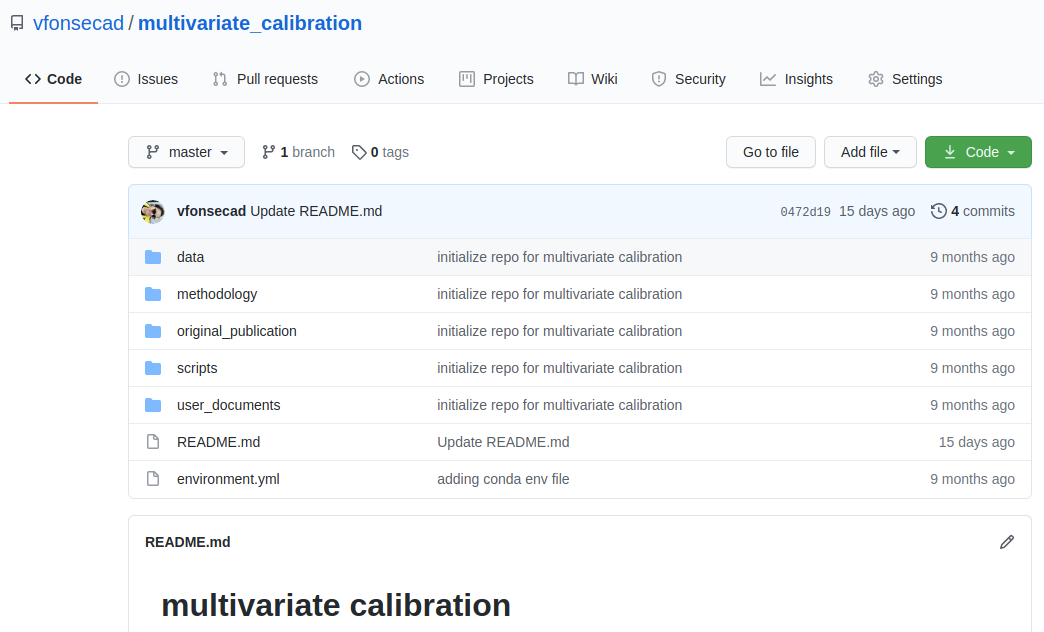 vfonsecad / multivariate_calibration
Code Issues Pull requests Actions Projects Wiki Security Insights Settings
master 1 branch 0 tags Go to file Add file Code
vfonsecad Update README.md 0472d19 15 days ago 4 commits
data initialize repo for multivariate calibration 9 months ago
methodology initialize repo for multivariate calibration 9 months ago
original_publication initialize repo for multivariate calibration 9 months ago
scripts initialize repo for multivariate calibration 9 months ago
user_documents initialize repo for multivariate calibration 9 months ago
README.md Update README.md 15 days ago
environment.yml adding conda env file 9 months ago
README.md
multivariate calibration